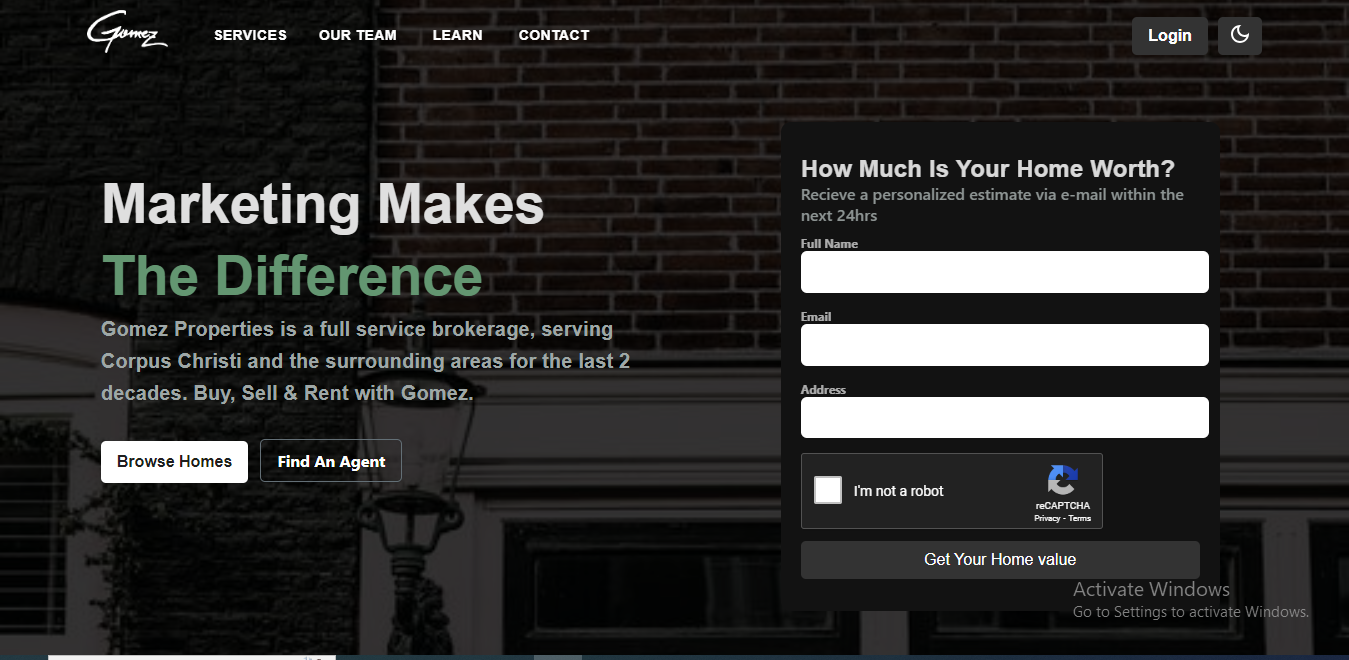 Gomez
SERVICES
OUR TEAM
LEARN
CONTACT
Login
Marketing Makes
The Difference
Gomez Properties is a full service brokerage, serving
Corpus Christi and the surrounding areas for the last 2
decades. Buy, Sell & Rent with Gomez.
Browse Homes
Find An Agent
How Much Is Your Home Worth?
Recieve a personalized estimate via e-mail within the
next 24hrs
Full Name
Email
Address
I'm not a robot
reCAPTCHA
Privacy - Terms
Get Your Home value
Activate Windows
Go to Settings to activate Windows.